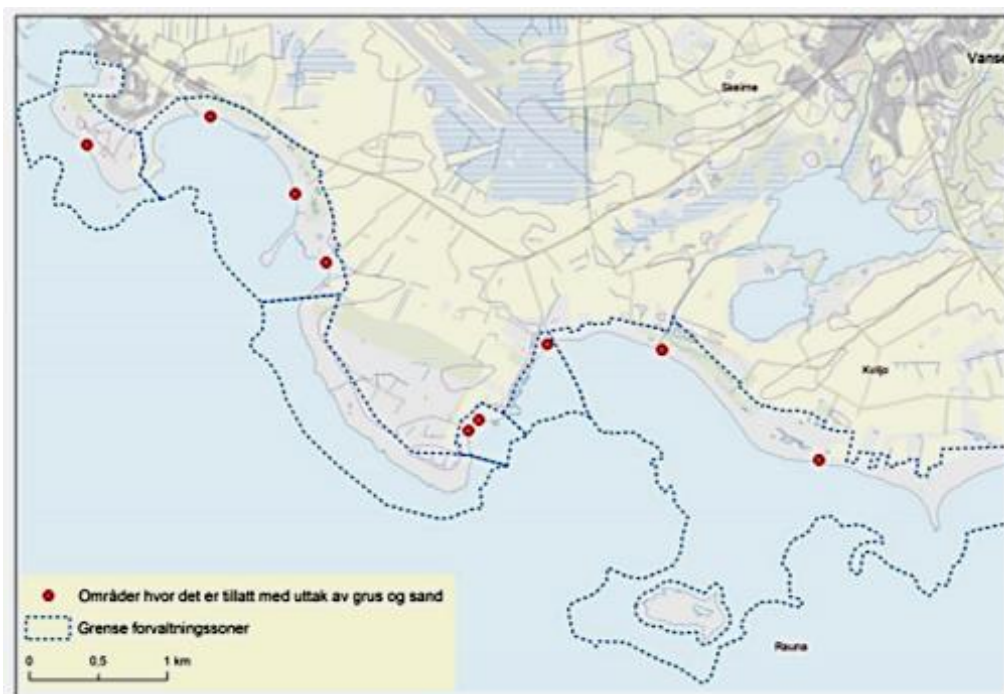 Vanse
Skeime
Kviljo
Områder hvor det er tillatt med uttak av grus og sand
Grense forvaltningssoner
0 0,5 1 km
Rauna